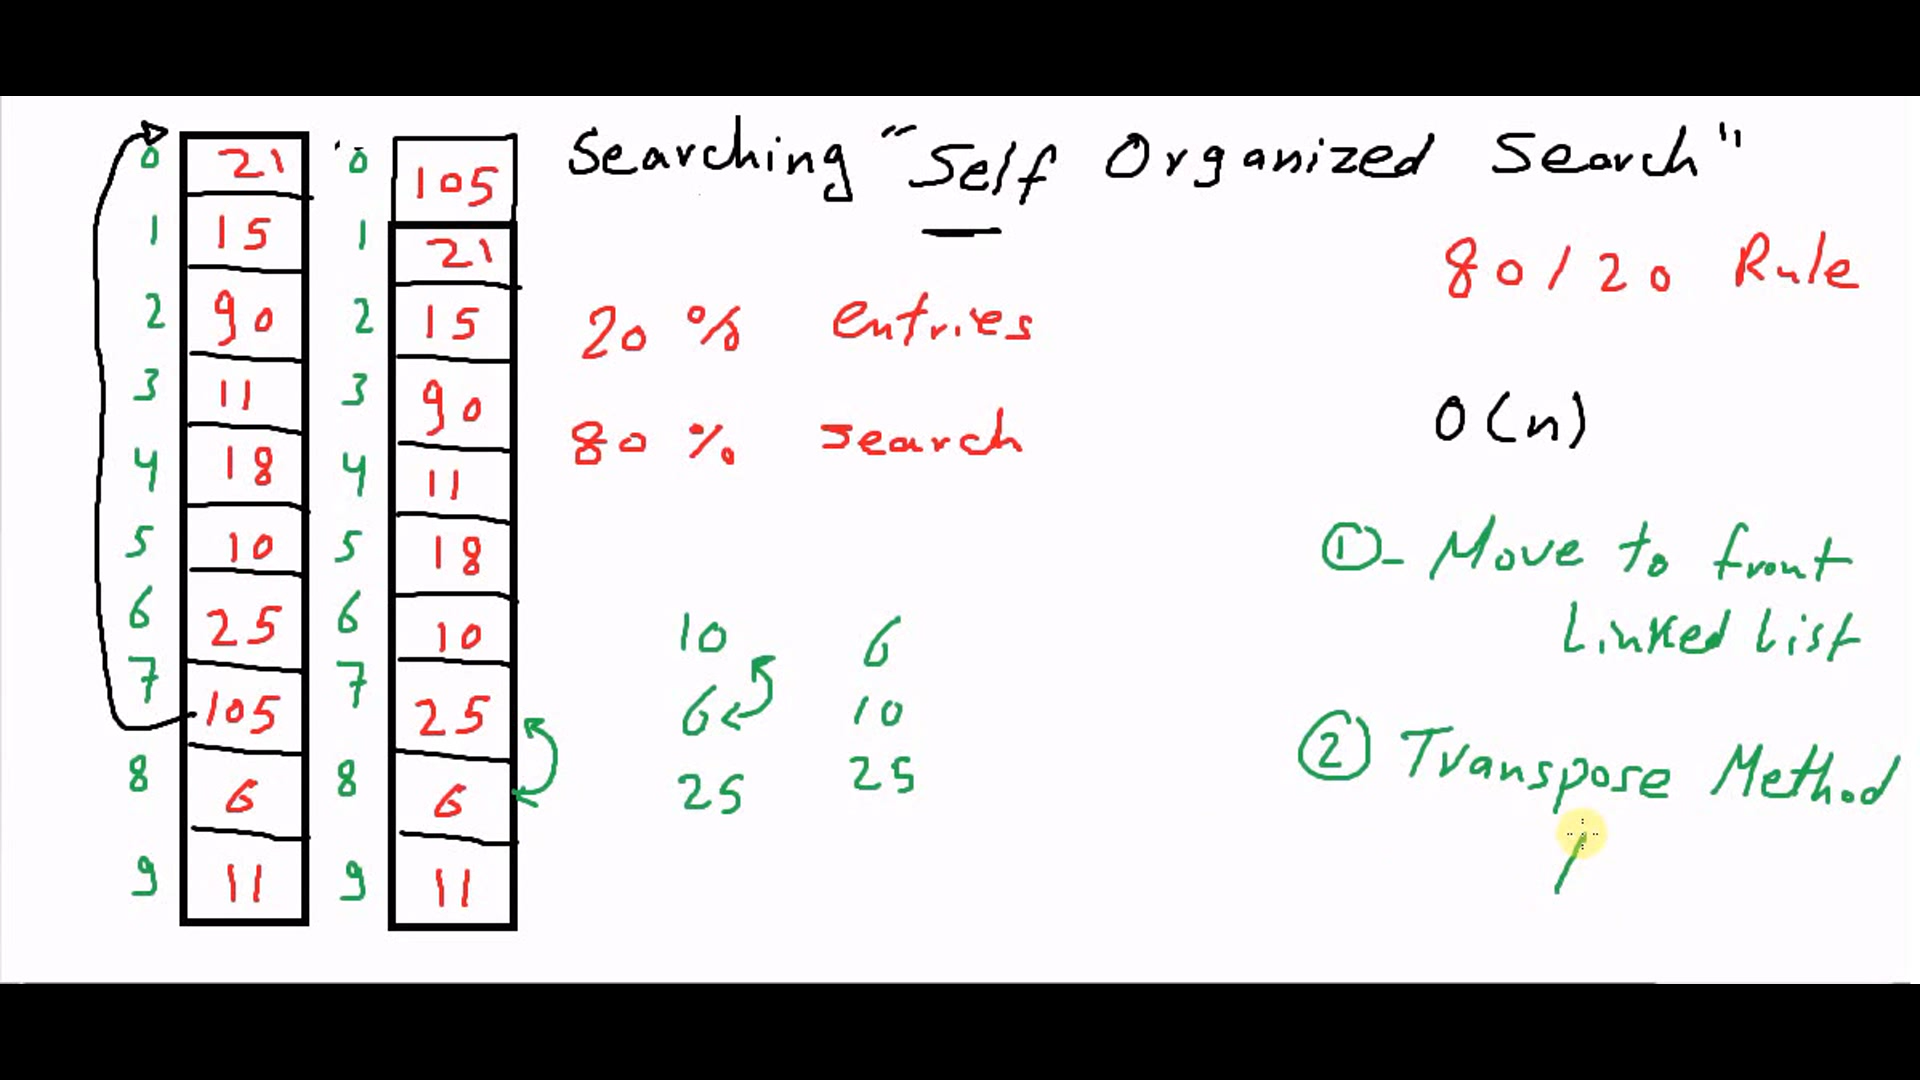 Searching "Self Organized Search"
80/20 Rule
20 % entries
80 % search
O(n)
①- Move to front
Linked List
② Transpose Method
0 21
1 15
2 90
3 11
4 18
5 10
6 25
7 105
8 6
9 11
0 105
1 21
2 15
3 90
4 11
5 18
6 10
7 25
8 6
9 11
10 6
6 10
25 25